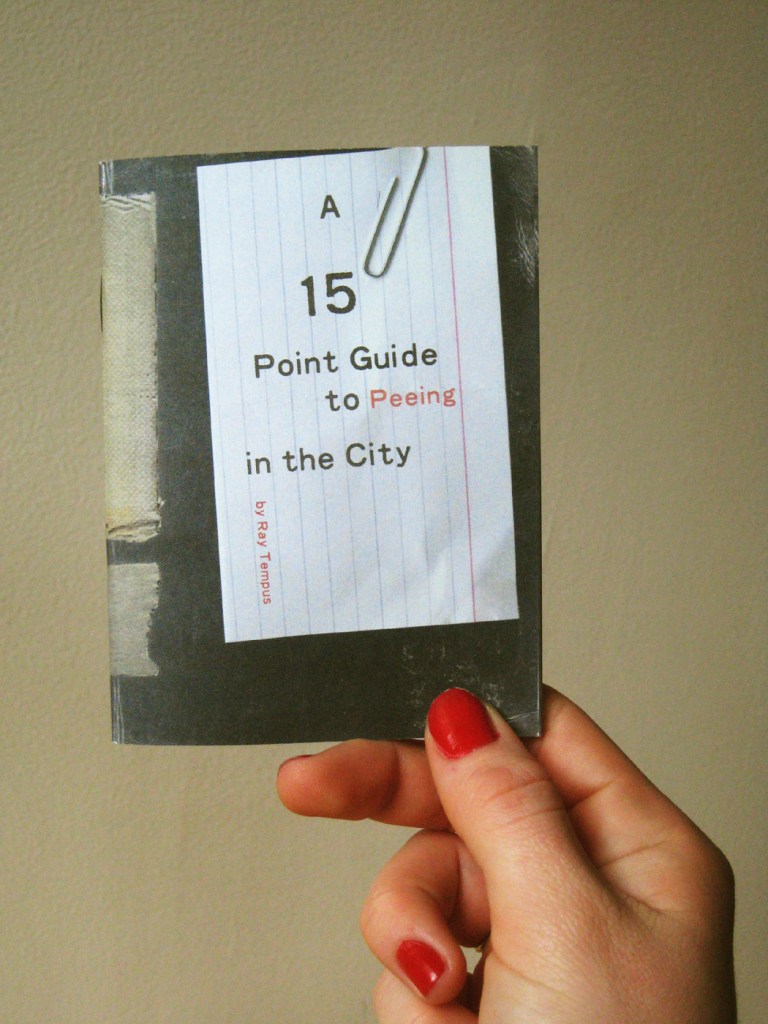 A
15
Point Guide
to Peeing
in the City
by Ray Tempus